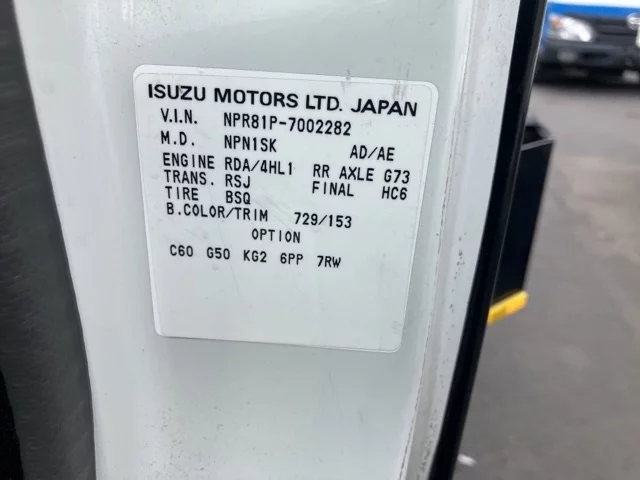 ISUZU MOTORS LTD. JAPAN
V.I.N. NPR81P-7002282
M.D. NPN1SK AD/AE
ENGINE RDA/4HL1 RR AXLE G73
TRANS. RSJ FINAL HC6
TIRE BSQ
B.COLOR/TRIM 729/153
OPTION
C60 G50 KG2 6PP 7RW